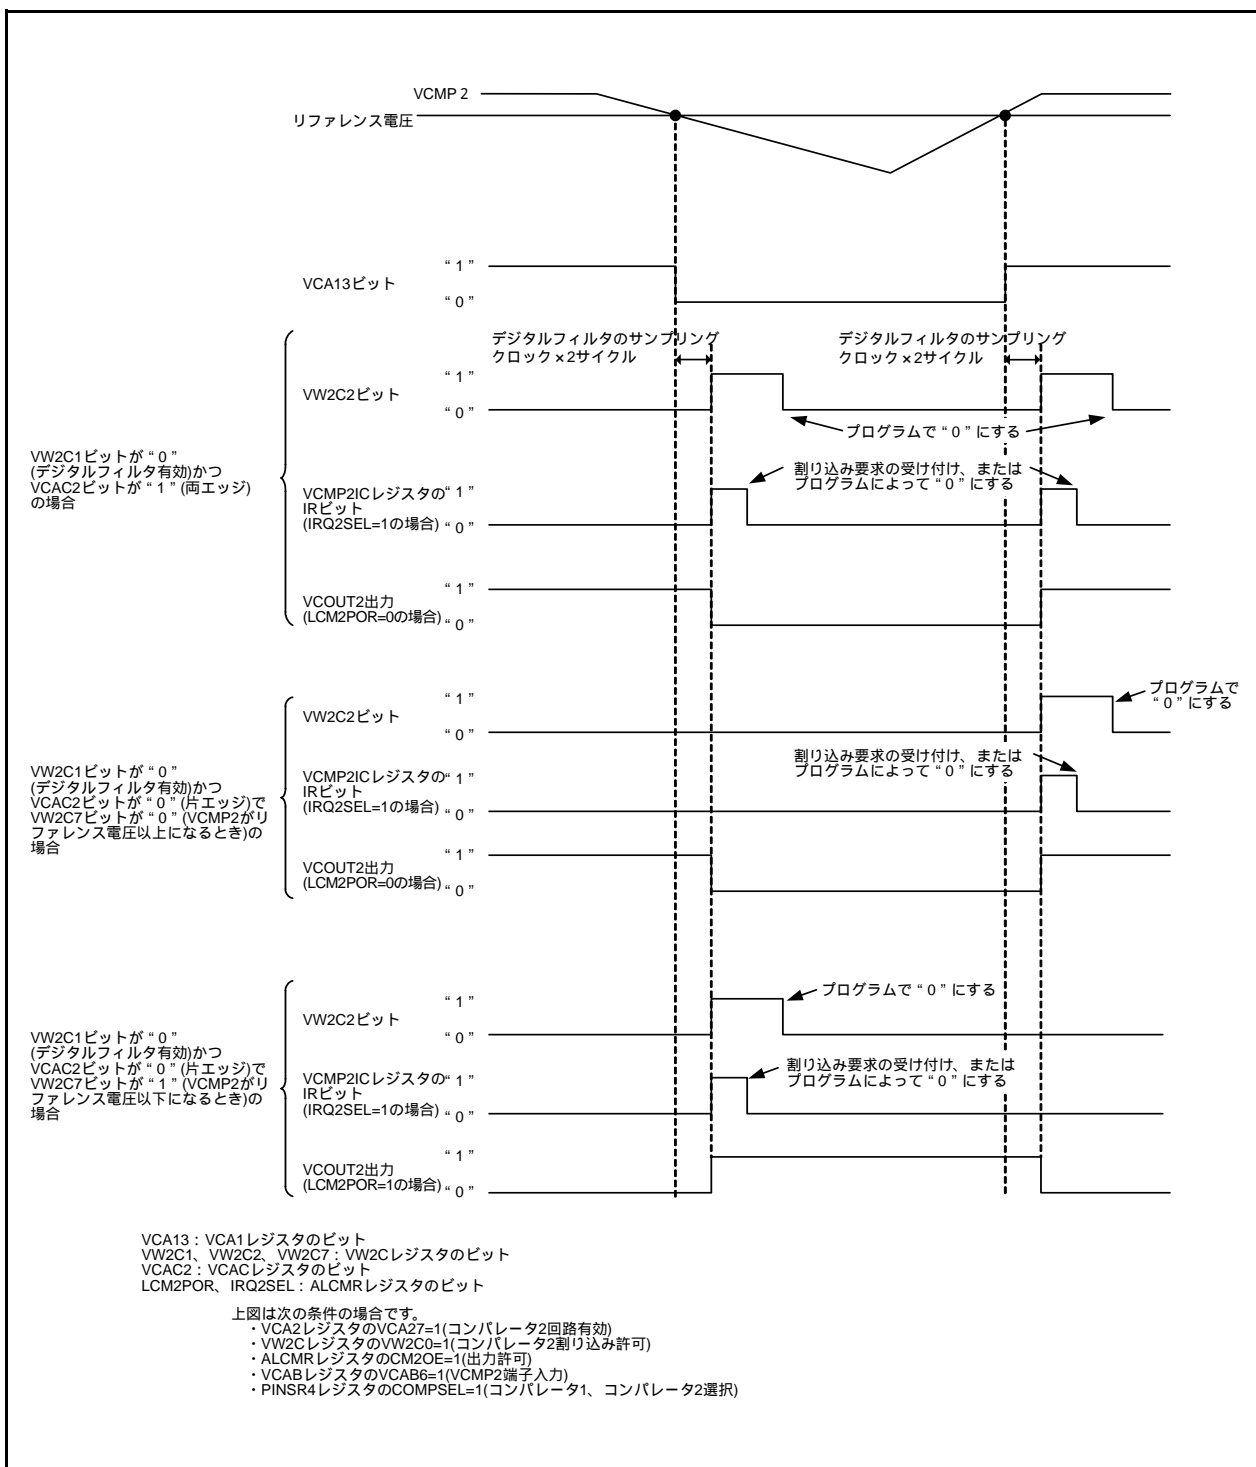 VCMP 2
リファレンス電圧
VCA13ビット
“ 1 ”
“ 0 ”
デジタルフィルタのサンプリング
クロック×2サイクル
デジタルフィルタのサンプリング
クロック×2サイクル
VW2C1ビットが “ 0 ”
(デジタルフィルタ有効)かつ
VCAC2ビットが “ 1 ” (両エッジ)
の場合
VW2C2ビット
“ 1 ”
“ 0 ”
プログラムで “ 0 ” にする
VCMP2ICレジスタの
IRビット
(IRQ2SEL=1の場合)
“ 1 ”
“ 0 ”
割り込み要求の受け付け、または
プログラムによって “ 0 ” にする
VCOUT2出力
(LCM2POR=0の場合)
“ 1 ”
“ 0 ”
VW2C1ビットが “ 0 ”
(デジタルフィルタ有効)かつ
VCAC2ビットが “ 0 ” (片エッジ)で
VW2C7ビットが “ 0 ” (VCMP2がリ
ファレンス電圧以上になるとき)の
場合
VW2C2ビット
“ 1 ”
“ 0 ”
プログラムで
“ 0 ” にする
VCMP2ICレジスタの
IRビット
(IRQ2SEL=1の場合)
“ 1 ”
“ 0 ”
割り込み要求の受け付け、または
プログラムによって “ 0 ” にする
VCOUT2出力
(LCM2POR=0の場合)
“ 1 ”
“ 0 ”
VW2C1ビットが “ 0 ”
(デジタルフィルタ有効)かつ
VCAC2ビットが “ 0 ” (片エッジ)で
VW2C7ビットが “ 1 ” (VCMP2がリ
ファレンス電圧以下になるとき)の
場合
VW2C2ビット
“ 1 ”
“ 0 ”
プログラムで “ 0 ” にする
VCMP2ICレジスタの
IRビット
(IRQ2SEL=1の場合)
“ 1 ”
“ 0 ”
割り込み要求の受け付け、または
プログラムによって “ 0 ” にする
VCOUT2出力
(LCM2POR=1の場合)
“ 1 ”
“ 0 ”
VCA13：VCA1レジスタのビット
VW2C1、VW2C2、VW2C7：VW2Cレジスタのビット
VCAC2：VCACレジスタのビット
LCM2POR、IRQ2SEL：ALCMRレジスタのビット
上図は次の条件の場合です。
・VCA2レジスタのVCA27=1(コンパレータ2回路有効)
・VW2CレジスタのVW2C0=1(コンパレータ2割り込み許可)
・ALCMRレジスタのCM2OE=1(出力許可)
・VCABレジスタのVCAB6=1(VCMP2端子入力)
・PINSR4レジスタのCOMPSEL=1(コンパレータ1、コンパレータ2選択)